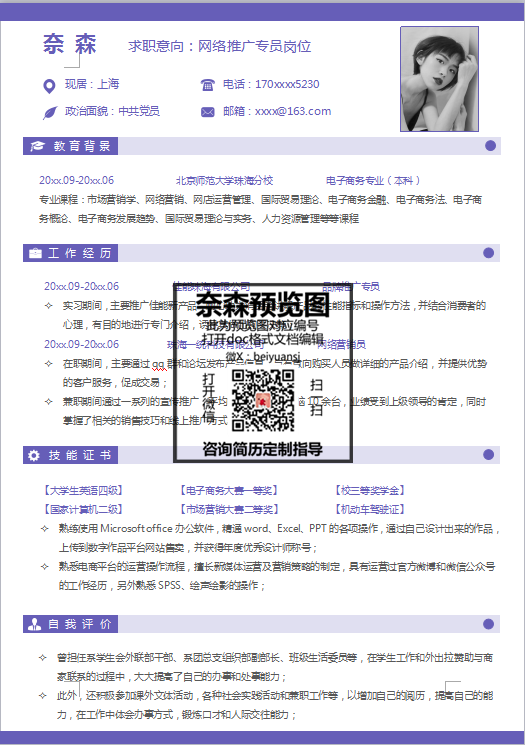 奈 森
求职意向：网络推广专员岗位
现居：上海
电话：170xxxx5230
政治面貌：中共党员
邮箱：xxxx@163.com
教育背景
20xx.09-20xx.06 北京师范大学珠海分校 电子商务专业（本科）
专业课程：市场营销学、网络营销、网店运营管理、国际贸易理论、电子商务金融、电子商务法、电子商
务概论、电子商务发展趋势、国际贸易理论与实务、人力资源管理等等课程
工作经历
20xx.09-20xx.06 佳能珠海有限公司 品牌推广专员
实习期间，主要推广佳能新产品，
能指标和操作方法，并结合消费者的
心理，有目的地进行专门介绍，
20xx.09-20xx.06 珠海一统科技有限公司 网络营销员
在职期间，主要通过 qq 群和论坛发布产品信息，
意向购买人员做详细的产品介绍，并提供优势
的客户服务，促成交易；
兼职期间通过一系列的宣传推广，
10 余台，业绩受到上级领导的肯定，同时
掌握了相关的销售技巧和线上推广方式
奈森预览图
此为预览图对应编号
打开doc格式文档编辑
微X：beiyuansj
打开微信
扫一扫
咨询简历定制指导
技能证书
【大学生英语四级】 【电子商务大赛一等奖】 【校三等奖学金】
【国家计算机二级】 【市场营销大赛二等奖】 【机动车驾驶证】
熟练使用 Microsoft office 办公软件，精通 word、Excel、PPT 的各项操作，通过自己设计出来的作品，
上传到数字作品平台网站售卖，并获得年度优秀设计师称号；
熟悉电商平台的运营操作流程，擅长新媒体运营及营销策略的制定，具有运营过官方微博和微信公众号
的工作经历，另外熟悉 SPSS、绘声绘影的操作；
自我评价
曾担任系学生会外联部干部、系团总支组织部副部长、班级生活委员等，在学生工作和外出拉赞助与商
家联系的过程中，大大提高了自己的办事和处事能力；
此外，还积极参加课外文体活动，各种社会实践活动和兼职工作等，以增加自己的阅历，提高自己的能
力，在工作中体会办事方式，锻炼口才和人际交往能力；